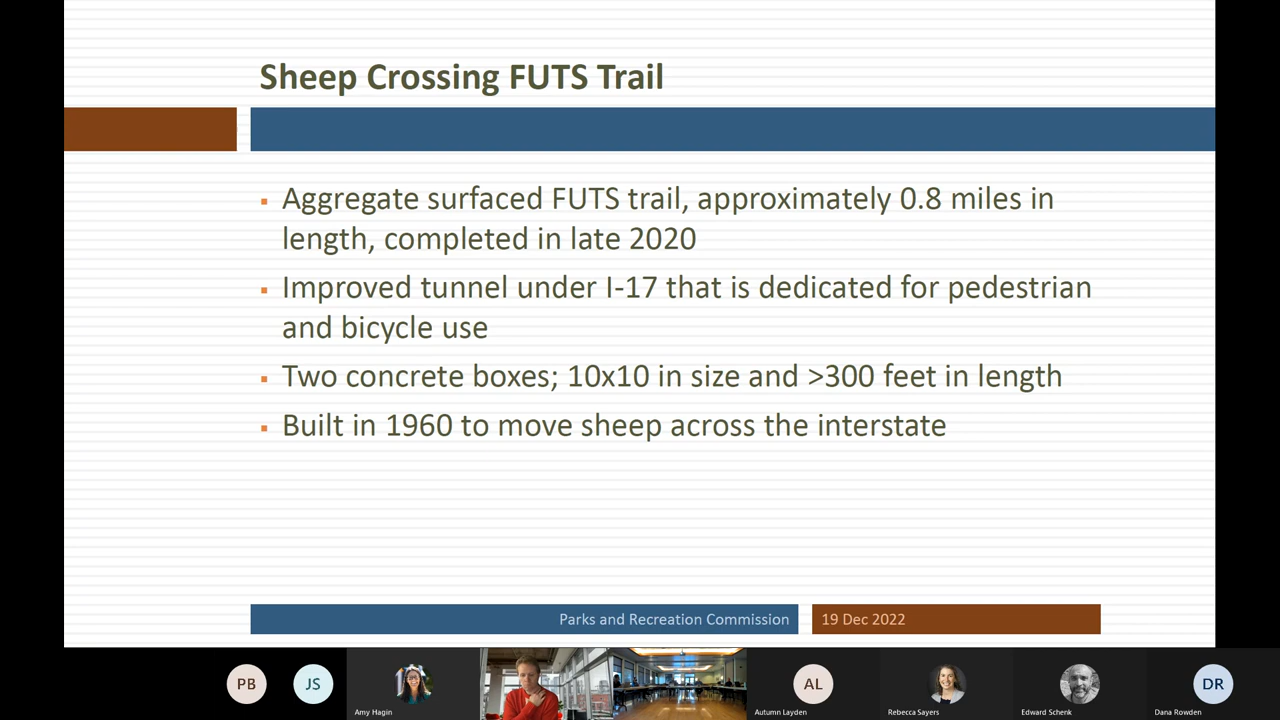 Sheep Crossing FUTS Trail
▪ Aggregate surfaced FUTS trail, approximately 0.8 miles in
length, completed in late 2020
▪ Improved tunnel under I-17 that is dedicated for pedestrian
and bicycle use
▪ Two concrete boxes; 10x10 in size and >300 feet in length
▪ Built in 1960 to move sheep across the interstate
Parks and Recreation Commission
19 Dec 2022
PB
JS
Amy Hagin
AL
Autumn Layden
Rebecca Sayers
Edward Schenk
DR
Dana Rowden